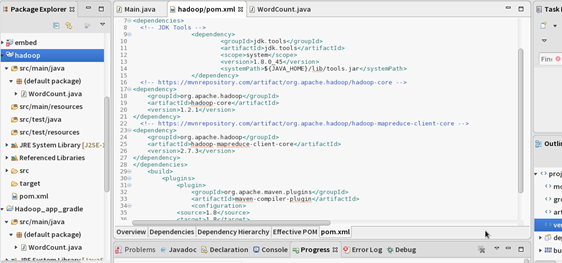 Package Explorer
embed
hadoop
src/main/java
(default package)
WordCount.java
src/main/resources
src/test/java
src/test/resources
JRE System Library [J2SE-1
Referenced Libraries
src
target
pom.xml
Hadoop_app_gradle
src/main/java
(default package)
WordCount.java
Main.java
hadoop/pom.xml
WordCount.java
7 <dependencies>
8 <!-- JDK Tools -->
9 <dependency>
10 <groupId>jdk.tools</groupId>
11 <artifactId>jdk.tools</artifactId>
12 <scope>system</scope>
13 <version>1.8.0_45</version>
14 <systemPath>${JAVA_HOME}/lib/tools.jar</systemPath>
15 </dependency>
16 <!-- https://mvnrepository.com/artifact/org.apache.hadoop/hadoop-core -->
17 <dependency>
18 <groupId>org.apache.hadoop</groupId>
19 <artifactId>hadoop-core</artifactId>
20 <version>1.2.1</version>
21 </dependency>
22 <!-- https://mvnrepository.com/artifact/org.apache.hadoop/hadoop-mapreduce-client-core -->
23 <dependency>
24 <groupId>org.apache.hadoop</groupId>
25 <artifactId>hadoop-mapreduce-client-core</artifactId>
26 <version>2.7.3</version>
27 </dependency>
28 </dependencies>
29 <build>
30 <plugins>
31 <plugin>
32 <groupId>org.apache.maven.plugins</groupId>
33 <artifactId>maven-compiler-plugin</artifactId>
34 <configuration>
35 <source>1.8</source>
Overview
Dependencies
Dependency Hierarchy
Effective POM
pom.xml
Problems
Javadoc
Declaration
Console
Progress
Error Log
Debug
Task
Outlin
proj